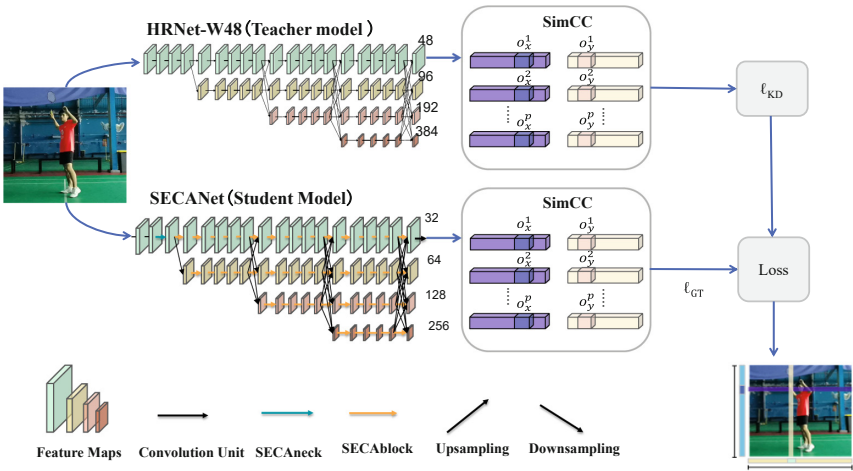 HRNet-W48(Teacher model )
48
96
192
384
SimCC
o_x^1
o_y^1
o_x^2
o_y^2
o_x^p
o_y^p
ℓ_KD
SECANet(Student Model)
32
64
128
256
SimCC
o_x^1
o_y^1
o_x^2
o_y^2
o_x^p
o_y^p
ℓ_GT
Loss
Feature Maps
Convolution Unit
SECAneck
SECAblock
Upsampling
Downsampling